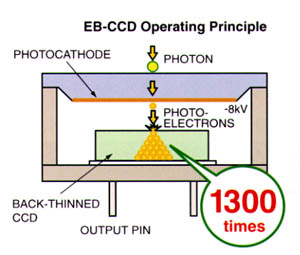 EB-CCD Operating Principle
PHOTOCATHODE
PHOTON
-8kV
PHOTO-
ELECTRONS
BACK-THINNED
CCD
OUTPUT PIN
1300
times